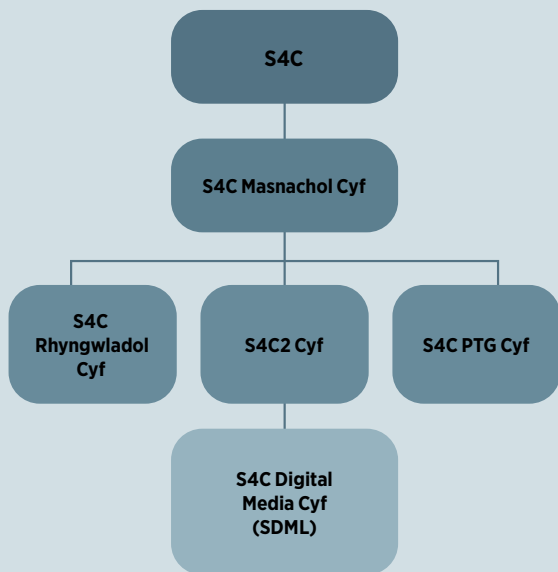 S4C
S4C Masnachol Cyf
S4C
Rhyngwladol
Cyf
S4C2 Cyf
S4C PTG Cyf
S4C Digital
Media Cyf
(SDML)